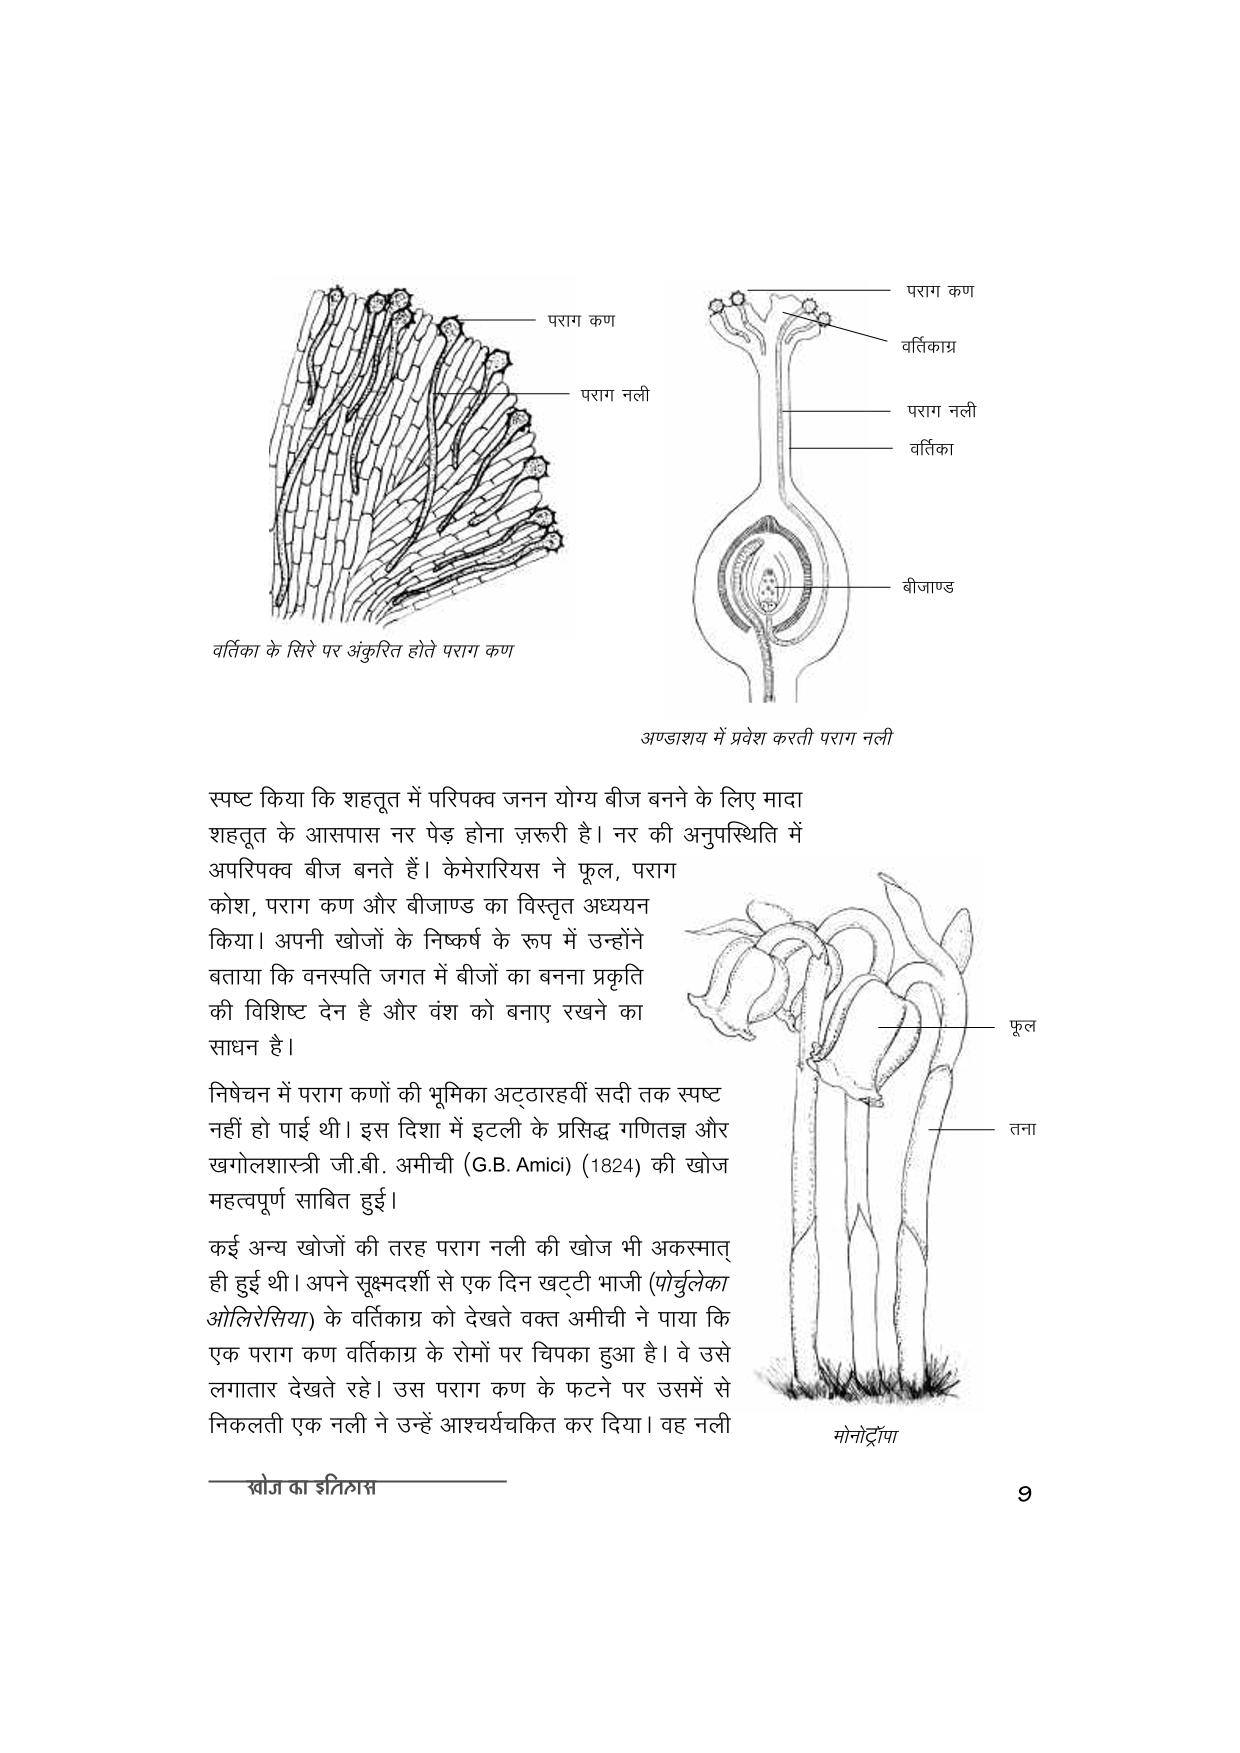 पराग कण
पराग नली
वर्तिका के सिरे पर अंकुरित होते पराग कण
पराग कण
वर्तिकाग्र
पराग नली
वर्तिका
बीजाण्ड
अण्डाशय में प्रवेश करती पराग नली
स्पष्ट किया कि शहतूत में परिपक्व जनन योग्य बीज बनने के लिए मादा
शहतूत के आसपास नर पेड़ होना ज़रूरी है। नर की अनुपस्थिति में
अपरिपक्व बीज बनते हैं। केमेरारियस ने फूल, पराग
कोश, पराग कण और बीजाण्ड का विस्तृत अध्ययन
किया। अपनी खोजों के निष्कर्ष के रूप में उन्होंने
बताया कि वनस्पति जगत में बीजों का बनना प्रकृति
की विशिष्ट देन है और वंश को बनाए रखने का
साधन है।
निषेचन में पराग कणों की भूमिका अट्ठारहवीं सदी तक स्पष्ट
नहीं हो पाई थी। इस दिशा में इटली के प्रसिद्ध गणितज्ञ और
खगोलशास्त्री जी.बी. अमीची (G.B. Amici) (1824) की खोज
महत्वपूर्ण साबित हुई।
कई अन्य खोजों की तरह पराग नली की खोज भी अकस्मात्
ही हुई थी। अपने सूक्ष्मदर्शी से एक दिन खट्टी भाजी (पोर्चुलेका
ओलिरेसिया) के वर्तिकाग्र को देखते वक्त अमीची ने पाया कि
एक पराग कण वर्तिकाग्र के रोमों पर चिपका हुआ है। वे उसे
लगातार देखते रहे। उस पराग कण के फटने पर उसमें से
निकलती एक नली ने उन्हें आश्चर्यचकित कर दिया। वह नली
फूल
तना
मोनोट्रॉपा
खोज का इतिहास
9